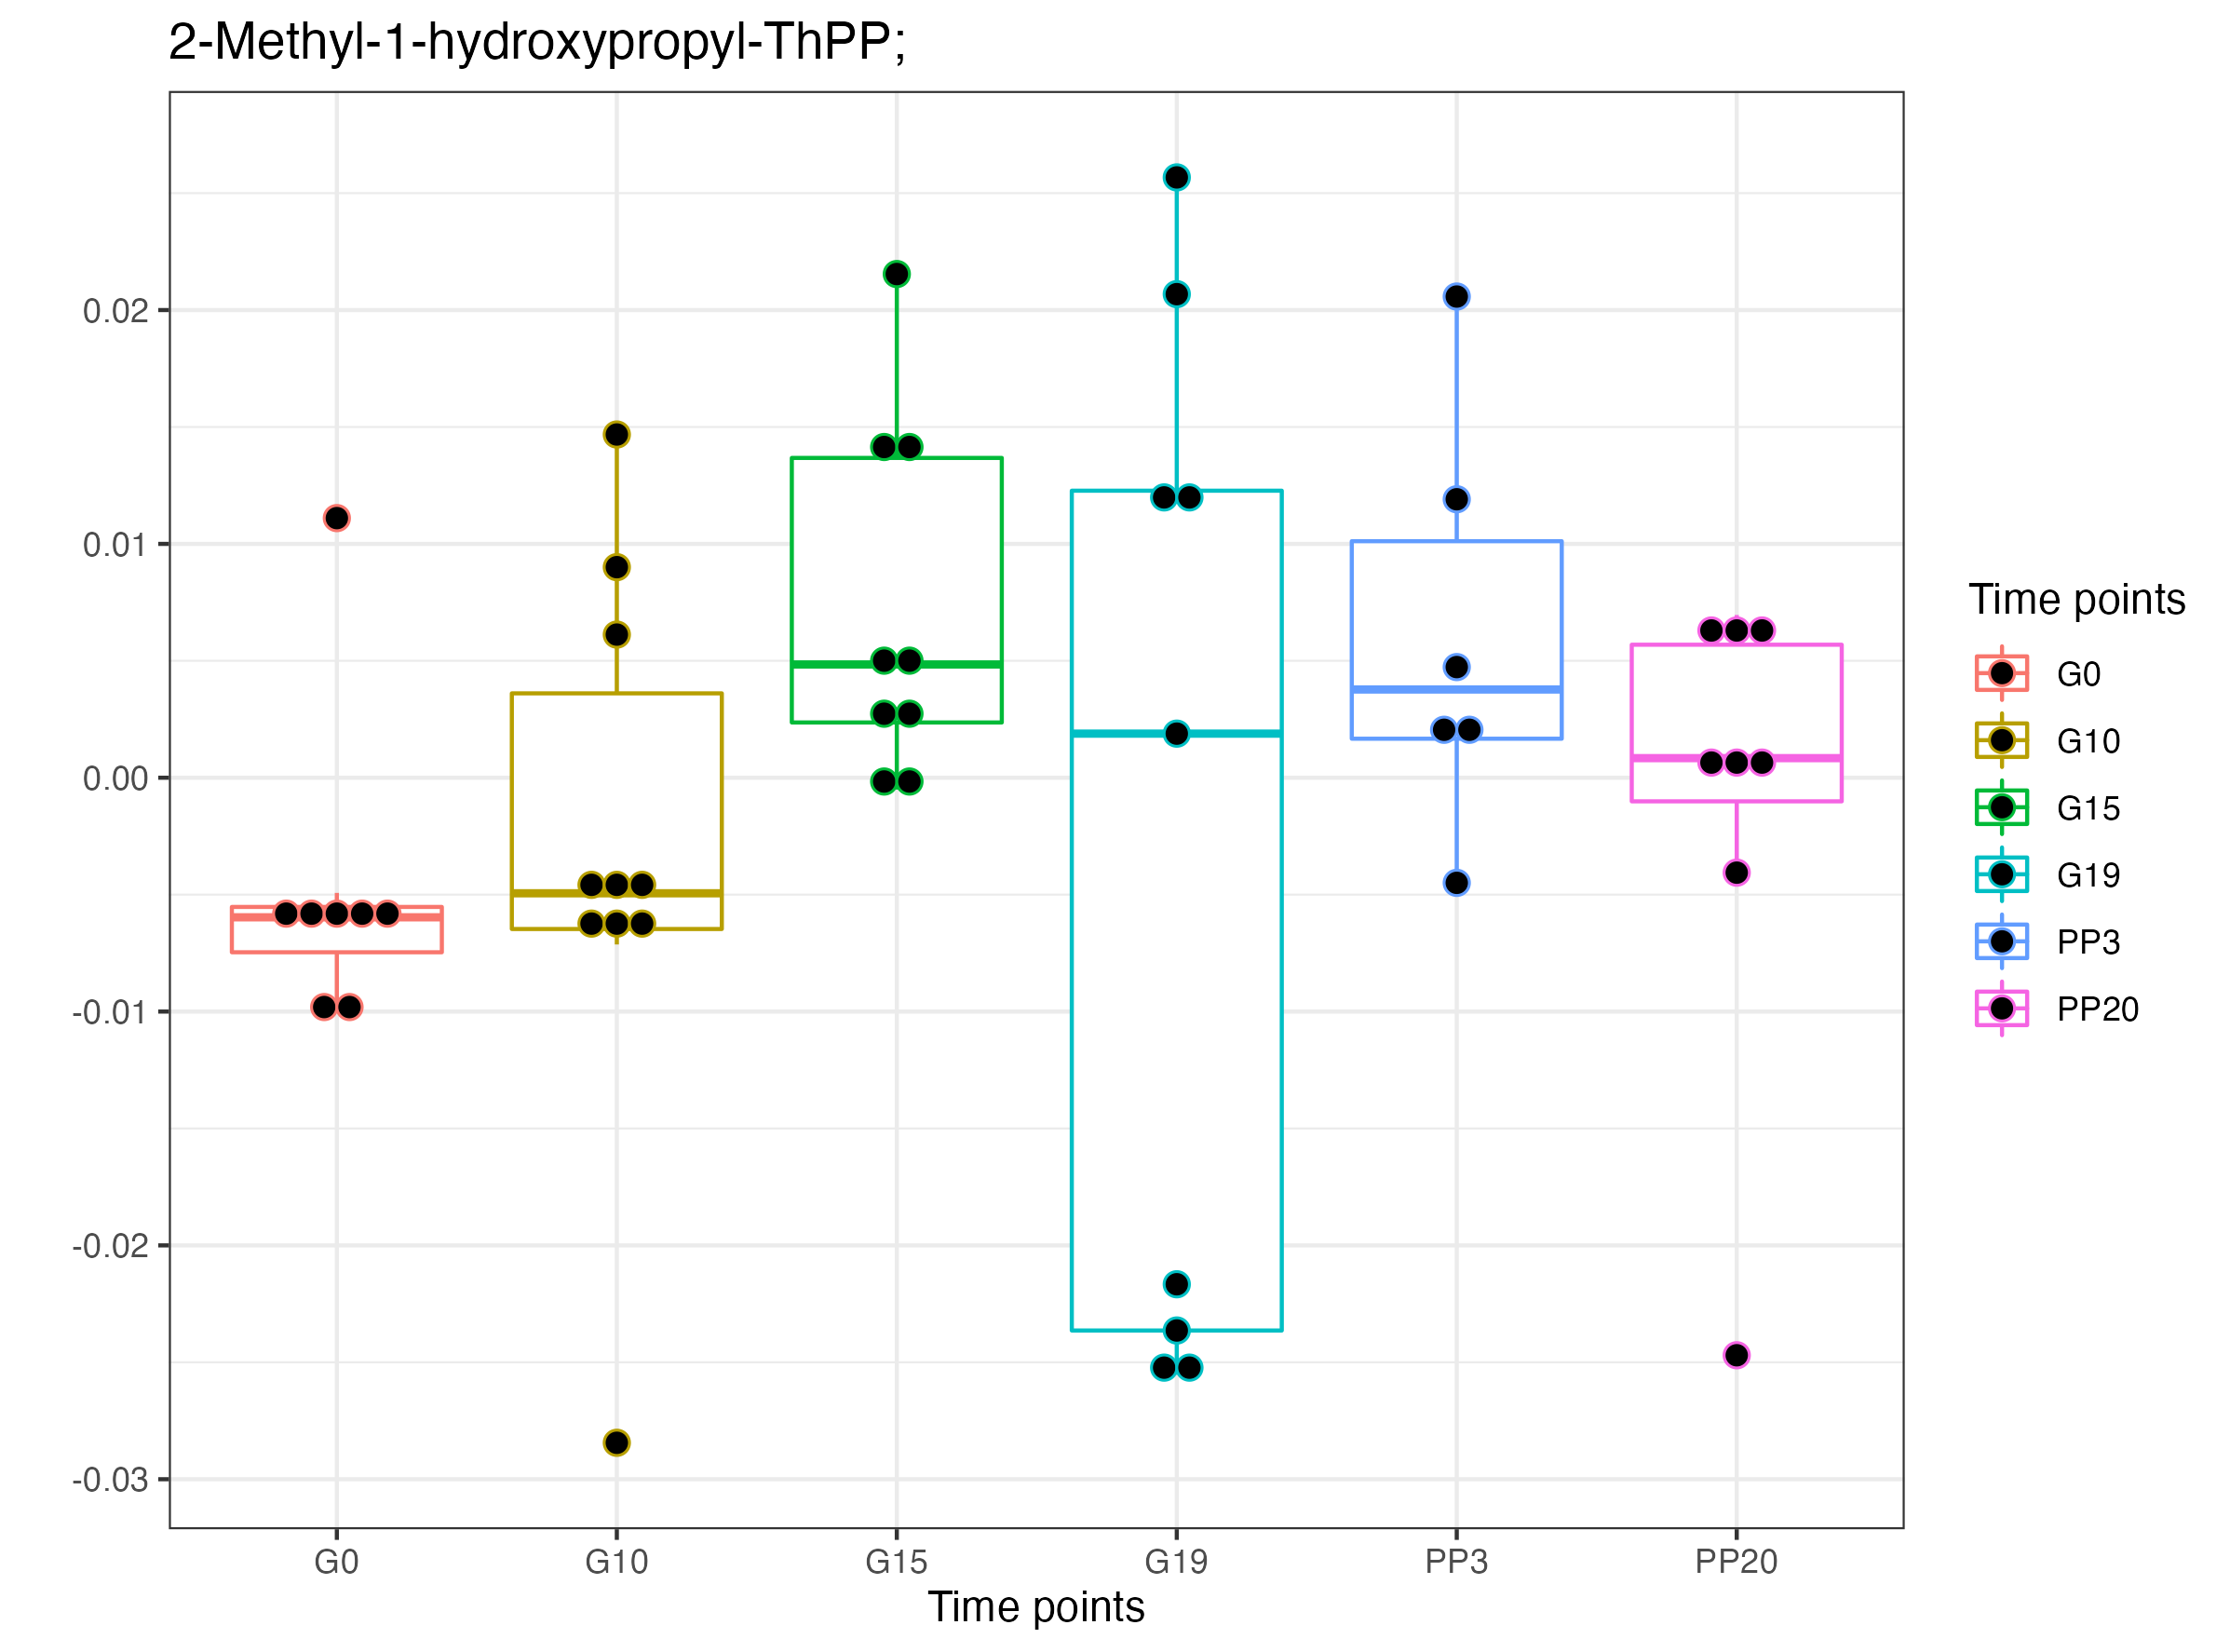 2-Methyl-1-hydroxypropyl-ThPP;
0.02
0.01
0.00
-0.01
-0.02
-0.03
G0 G10 G15 G19 PP3 PP20
Time points
Time points
G0
G10
G15
G19
PP3
PP20